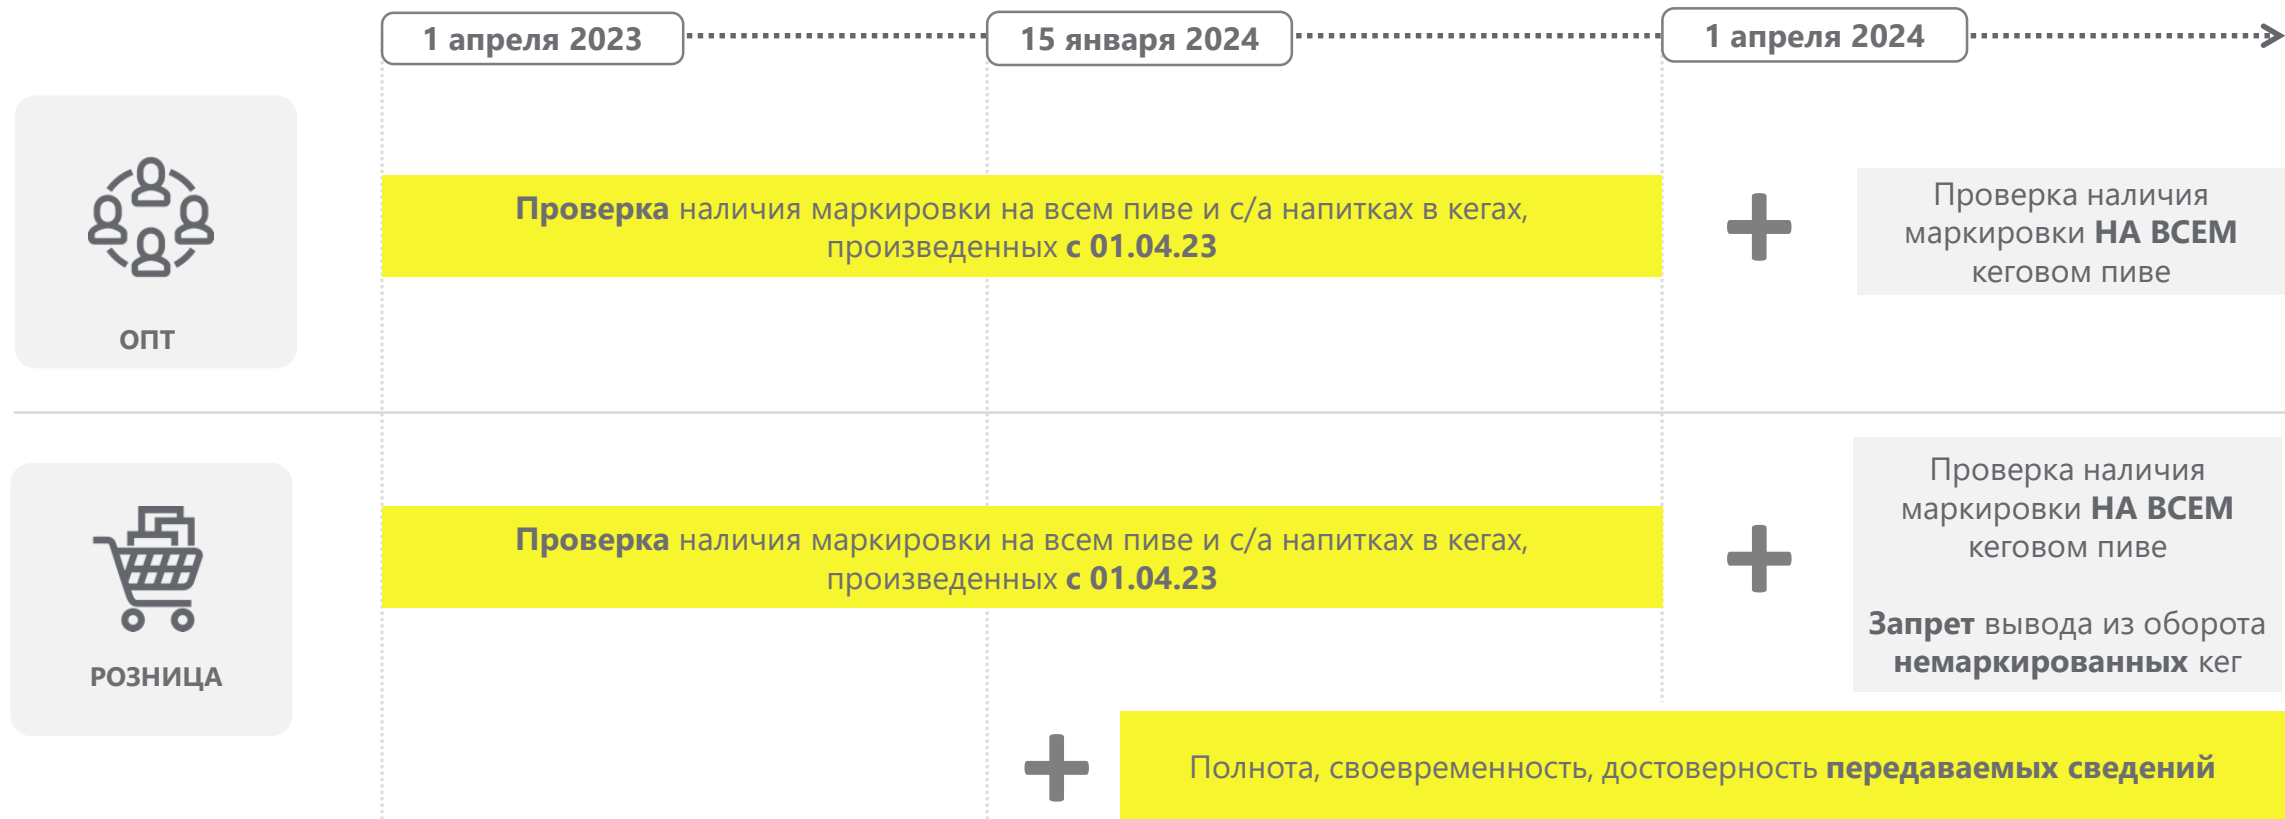 1 апреля 2023
15 января 2024
1 апреля 2024
ОПТ
Проверка наличия маркировки на всем пиве и с/а напитках в кегах,
произведенных с 01.04.23
Проверка наличия
маркировки НА ВСЕМ
кеговом пиве
РОЗНИЦА
Проверка наличия маркировки на всем пиве и с/а напитках в кегах,
произведенных с 01.04.23
Проверка наличия
маркировки НА ВСЕМ
кеговом пиве
Запрет вывода из оборота
немаркированных кег
Полнота, своевременность, достоверность передаваемых сведений